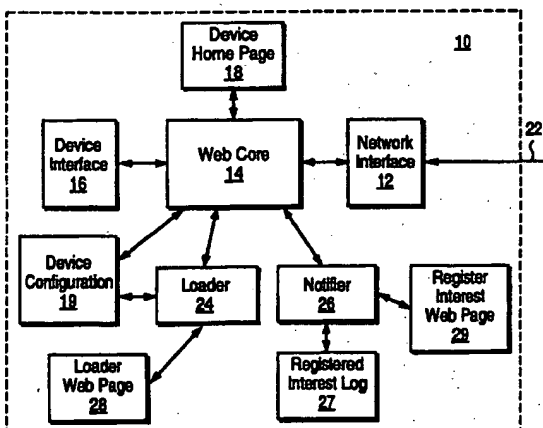 Device
Home Page
18
10
Device
Interface
16
Web Core
14
Network
Interface
12
22
Device
Configuration
19
Loader
24
Notifier
26
Register
Interest Web Page
29
Loader
Web Page
28
Registered
Interest Log
27